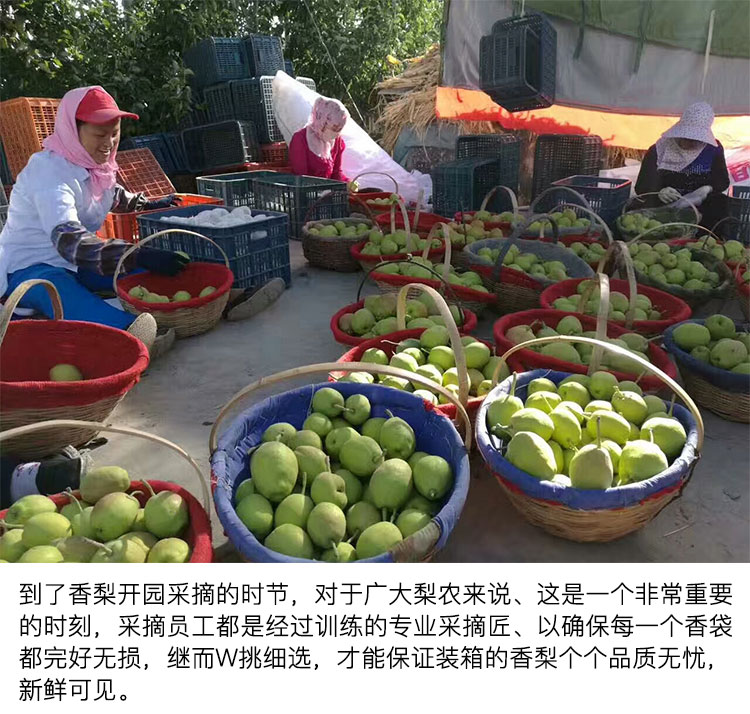 到了香梨开园采摘的时节，对于广大梨农来说、这是一个非常重要
的时刻，采摘员工都是经过训练的专业采摘匠、以确保每一个香袋
都完好无损，继而W挑细选，才能保证装箱的香梨个个品质无忧，
新鲜可见。